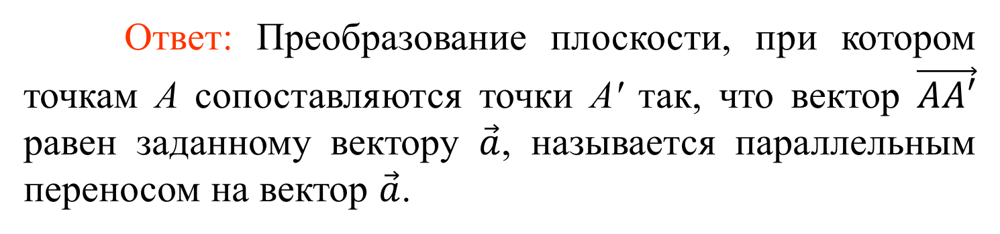 Ответ: Преобразование плоскости, при котором
точкам A сопоставляются точки A′ так, что вектор $\overrightarrow{AA'}$
равен заданному вектору $\vec{a}$, называется параллельным
переносом на вектор $\vec{a}$.